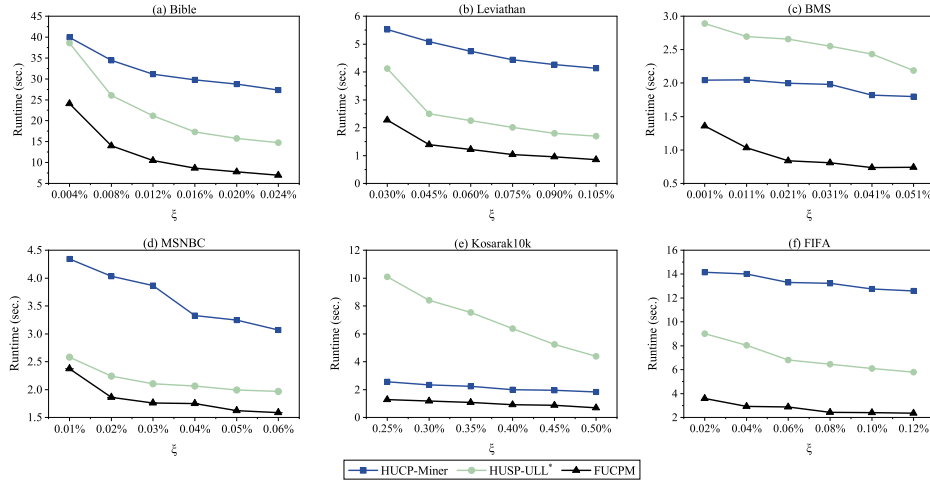 (a) Bible
(b) Leviathan
(c) BMS
45
40
35
30
25
20
15
10
5
Runtime (sec.)
0.004% 0.008% 0.012% 0.016% 0.020% 0.024%
ξ
6
5
4
3
2
1
0
Runtime (sec.)
0.030% 0.045% 0.060% 0.075% 0.090% 0.105%
ξ
3.0
2.5
2.0
1.5
1.0
0.5
Runtime (sec.)
0.001% 0.011% 0.021% 0.031% 0.041% 0.051%
ξ
(d) MSNBC
(e) Kosarak10k
(f) FIFA
4.5
4.0
3.5
3.0
2.5
2.0
1.5
Runtime (sec.)
0.01% 0.02% 0.03% 0.04% 0.05% 0.06%
ξ
12
10
8
6
4
2
0
Runtime (sec.)
0.25% 0.30% 0.35% 0.40% 0.45% 0.50%
ξ
16
14
12
10
8
6
4
2
Runtime (sec.)
0.02% 0.04% 0.06% 0.08% 0.10% 0.12%
ξ
HUCP-Miner HUSP-ULL* FUCPM